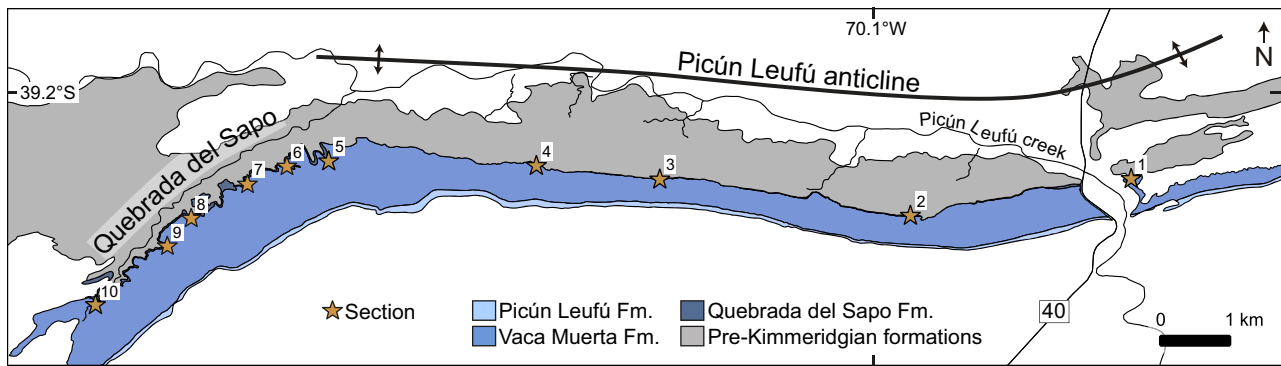 70.1°W
N
Picún Leufú anticline
39.2°S
Quebrada del Sapo
Picún Leufú creek
1
2
3
4
5
6
7
8
9
10
Section
Picún Leufú Fm.
Vaca Muerta Fm.
Quebrada del Sapo Fm.
Pre-Kimmeridgian formations
40
0 1 km